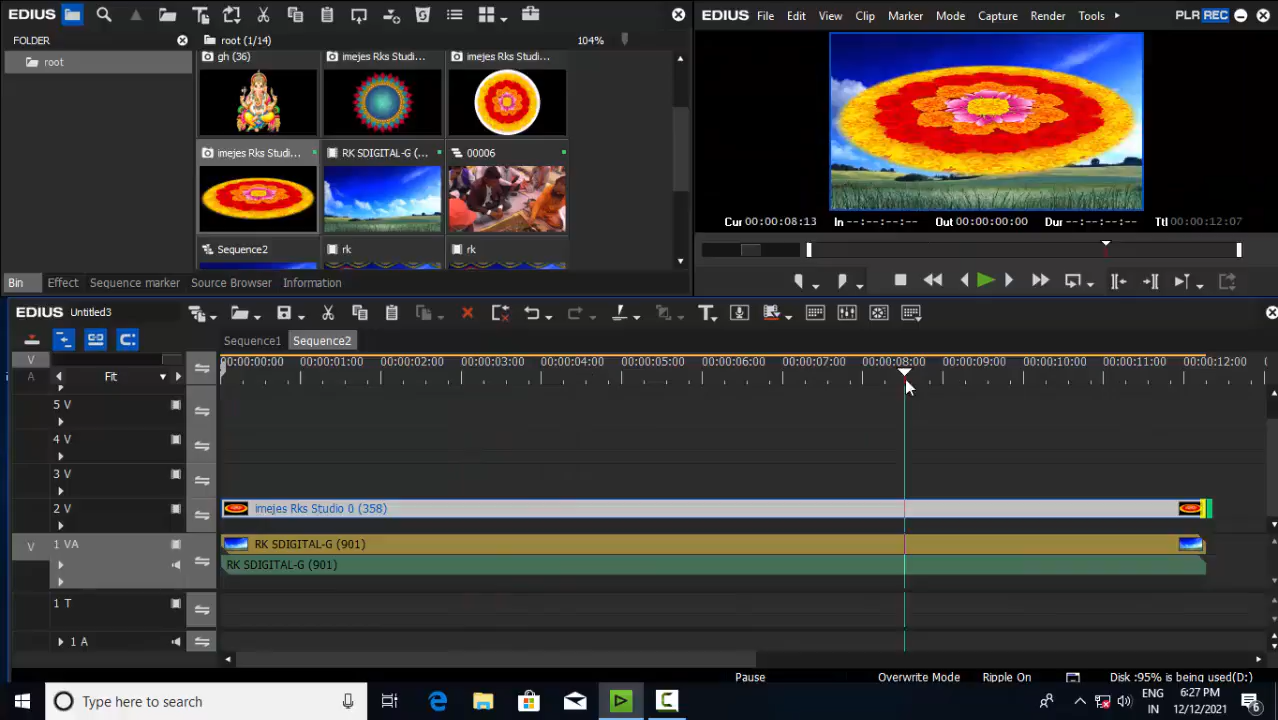 EDIUS
FOLDER
root
root (1/14)
104%
gh (36)
imejes Rks Studi...
imejes Rks Studi...
imejes Rks Studi...
RK SDIGITAL-G (...
00006
Sequence2
rk
rk
Bin
Effect
Sequence marker
Source Browser
Information
EDIUS
File
Edit
View
Clip
Marker
Mode
Capture
Render
Tools
PLR REC
Cur 00:00:08:13
In --:--:--:--
Out 00:00:00:00
Dur --:--:--:--
Ttl 00:00:12:07
EDIUS
Untitled3
Sequence1
Sequence2
V
A
Fit
00:00:00:00
00:00:01:00
00:00:02:00
00:00:03:00
00:00:04:00
00:00:05:00
00:00:06:00
00:00:07:00
00:00:08:00
00:00:09:00
00:00:10:00
00:00:11:00
00:00:12:00
5 V
4 V
3 V
2 V
imejes Rks Studio 0 (358)
V
1 VA
RK SDIGITAL-G (901)
RK SDIGITAL-G (901)
1 T
1 A
Pause
Overwrite Mode
Ripple On
Disk :95% is being used(D:)
Type here to search
ENG
IN
6:27 PM
12/12/2021
6